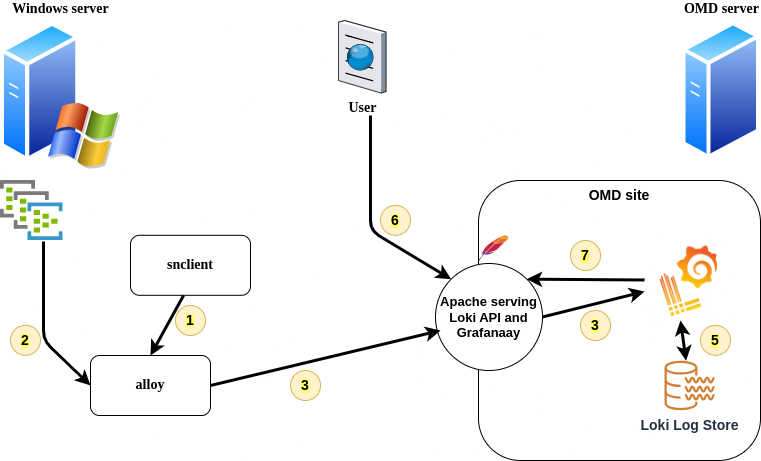 Windows server
OMD server
User
OMD site
6
7
snclient
Apache serving
Loki API and
Grafanaay
1
3
2
5
alloy
3
Loki Log Store